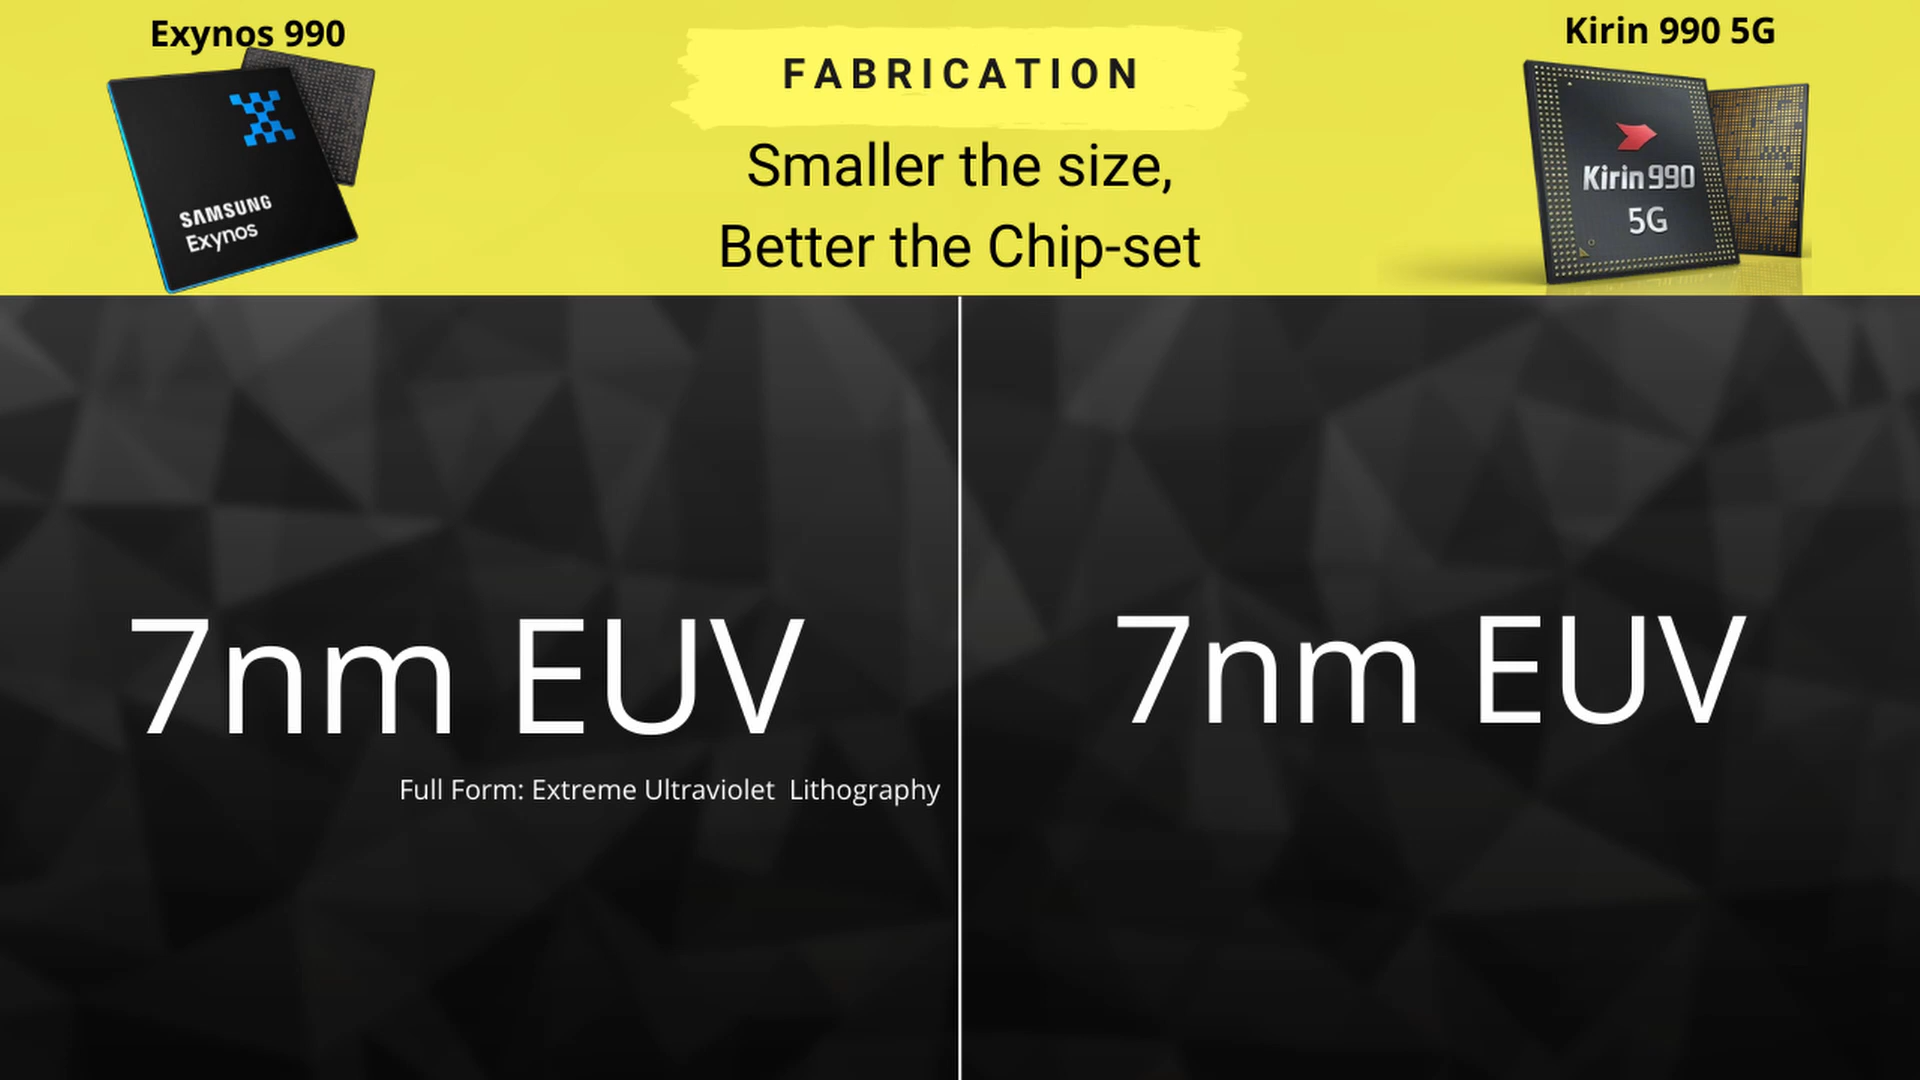 Exynos 990
SAMSUNG
Exynos
FABRICATION
Smaller the size,
Better the Chip-set
Kirin 990 5G
Kirin 990
5G
7nm EUV
Full Form: Extreme Ultraviolet Lithography
7nm EUV